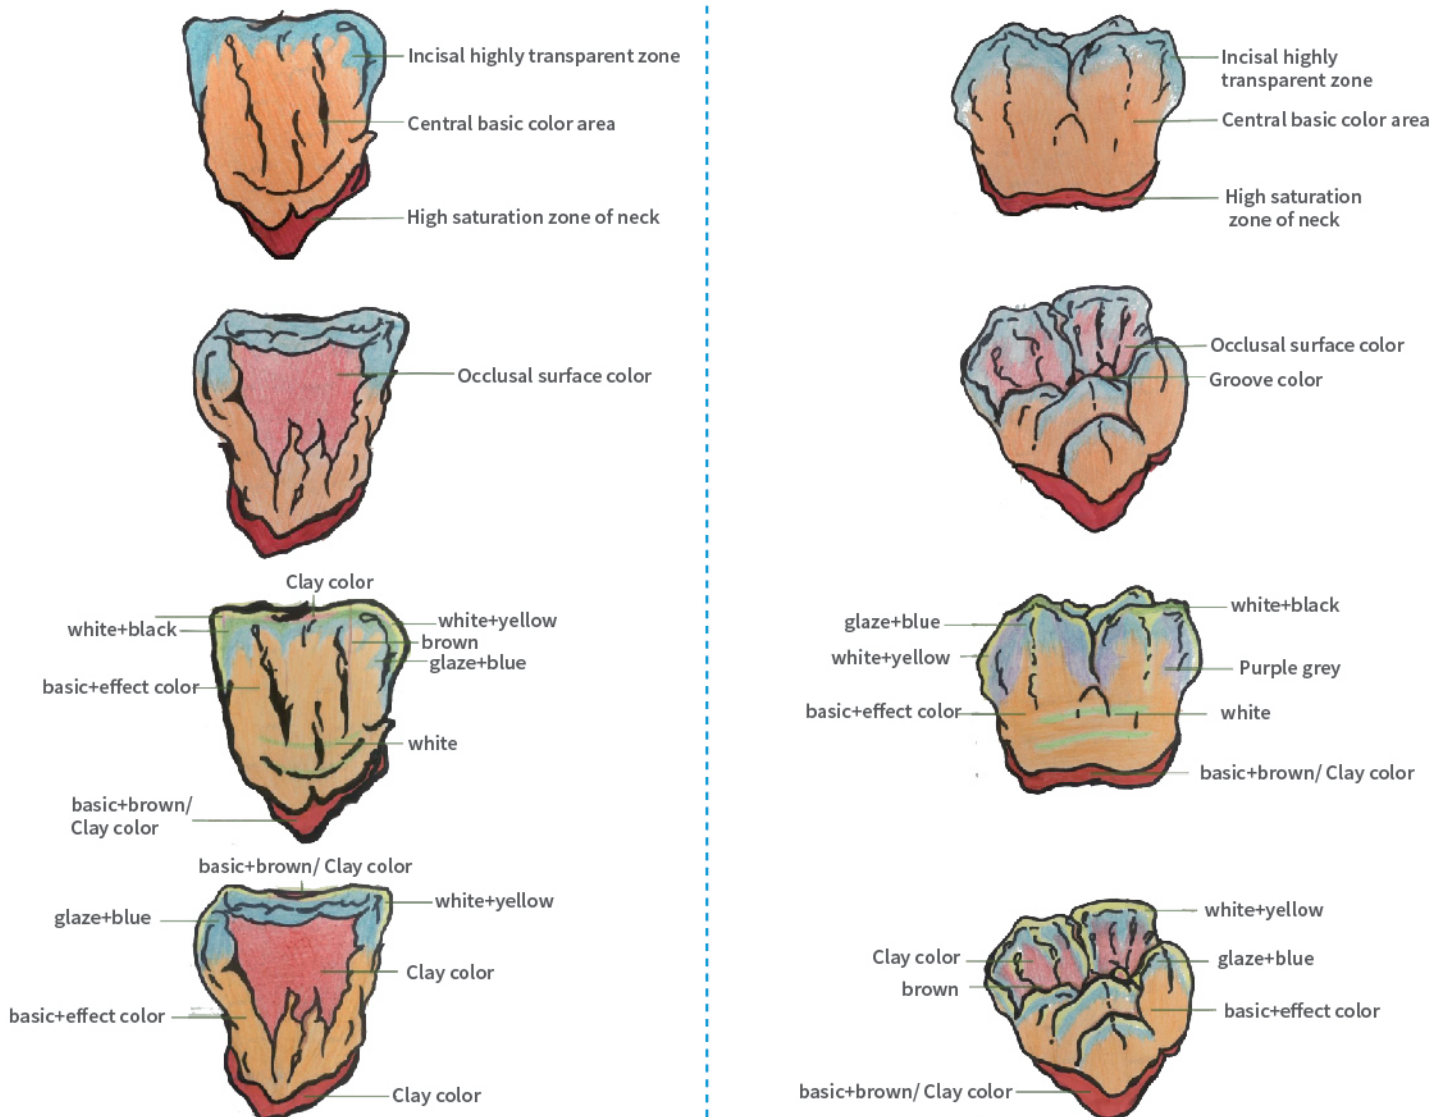 Incisal highly transparent zone
Central basic color area
High saturation zone of neck
Occlusal surface color
Clay color
white+black
white+yellow
brown
glaze+blue
basic+effect color
white
basic+brown/
Clay color
basic+brown/ Clay color
glaze+blue
white+yellow
Clay color
basic+effect color
Clay color
Incisal highly
transparent zone
Central basic color area
High saturation
zone of neck
Occlusal surface color
Groove color
glaze+blue
white+black
white+yellow
Purple grey
basic+effect color
white
basic+brown/ Clay color
white+yellow
Clay color
glaze+blue
brown
basic+effect color
basic+brown/ Clay color